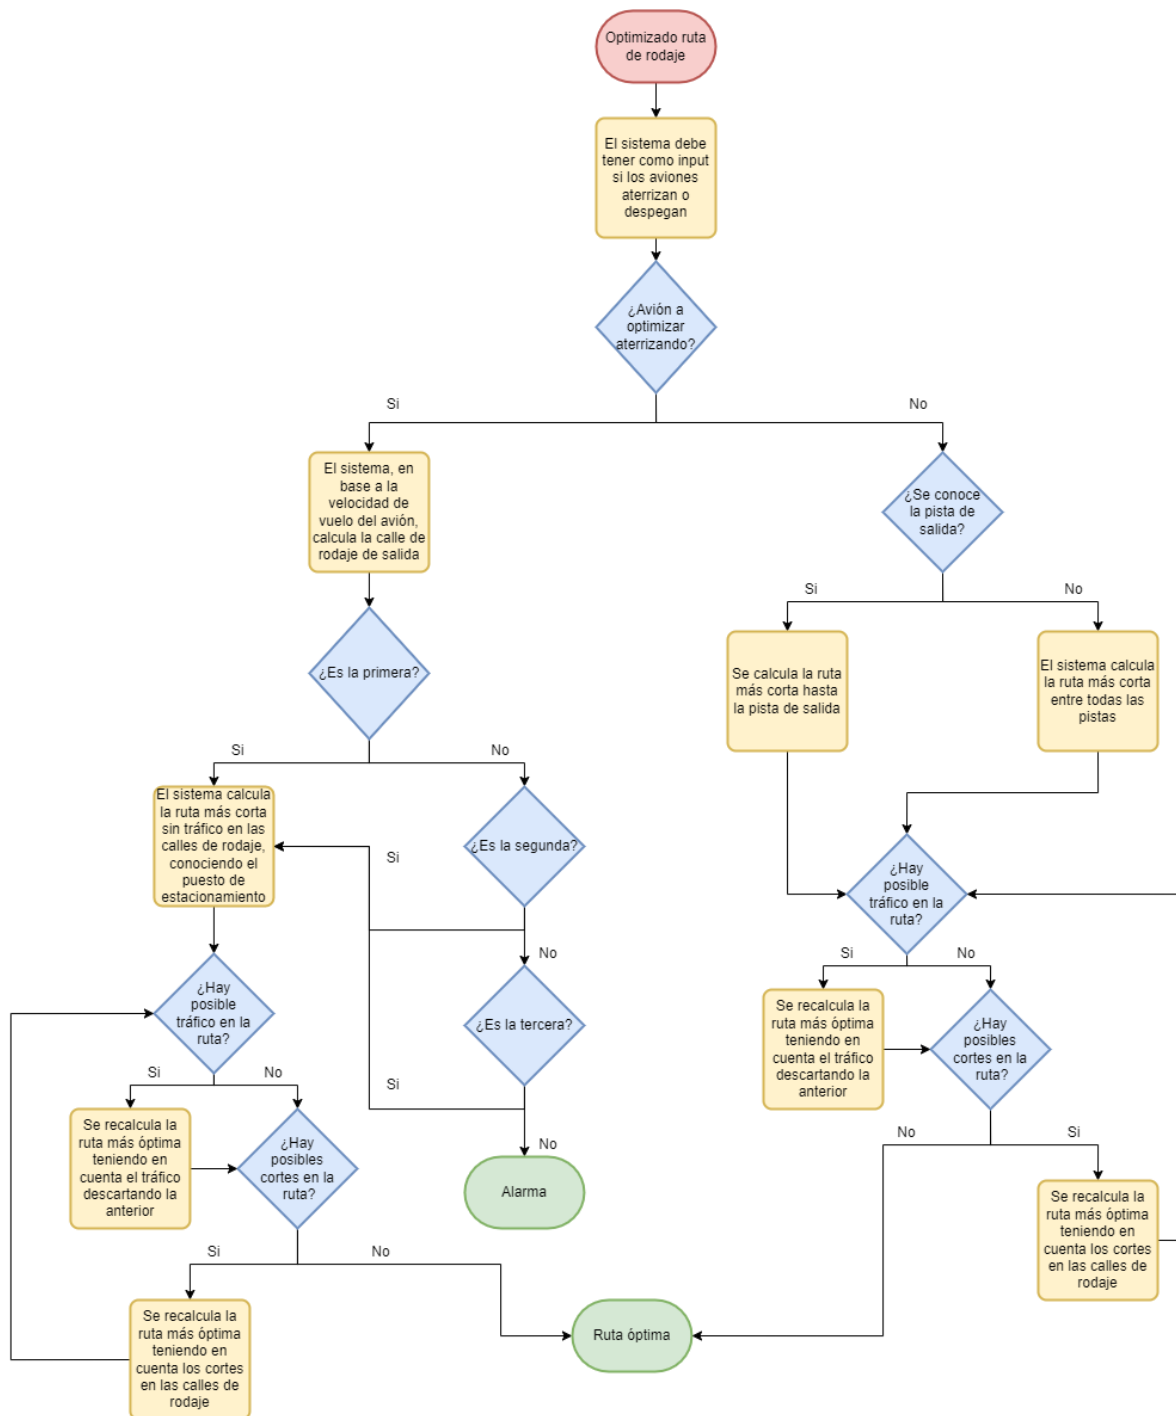 Optimizado ruta
de rodaje
El sistema debe
tener como input
si los aviones
aterrizan o
despegan
¿Avión a
optimizar
aterrizando?
Si
No
El sistema, en
base a la
velocidad de
vuelo del avión,
calcula la calle de
rodaje de salida
¿Se conoce
la pista de
salida?
Si
No
¿Es la primera?
Se calcula la ruta
más corta hasta
la pista de salida
El sistema calcula
la ruta más corta
entre todas las
pistas
Si
No
El sistema calcula
la ruta más corta
sin tráfico en las
calles de rodaje,
conociendo el
puesto de
estacionamiento
Si
¿Es la segunda?
¿Hay
posible
tráfico en la
ruta?
No
Si
No
¿Hay
posible
tráfico en la
ruta?
¿Es la tercera?
Se recalcula la
ruta más óptima
teniendo en
cuenta el tráfico
descartando la
anterior
¿Hay
posibles
cortes en la
ruta?
Si
No
Si
Se recalcula la
ruta más óptima
teniendo en
cuenta el tráfico
descartando la
anterior
¿Hay
posibles
cortes en la
ruta?
No
No
Si
Alarma
Se recalcula la
ruta más óptima
teniendo en
cuenta los cortes
en las calles de
rodaje
Si
No
Se recalcula la
ruta más óptima
teniendo en
cuenta los cortes
en las calles de
rodaje
Ruta óptima